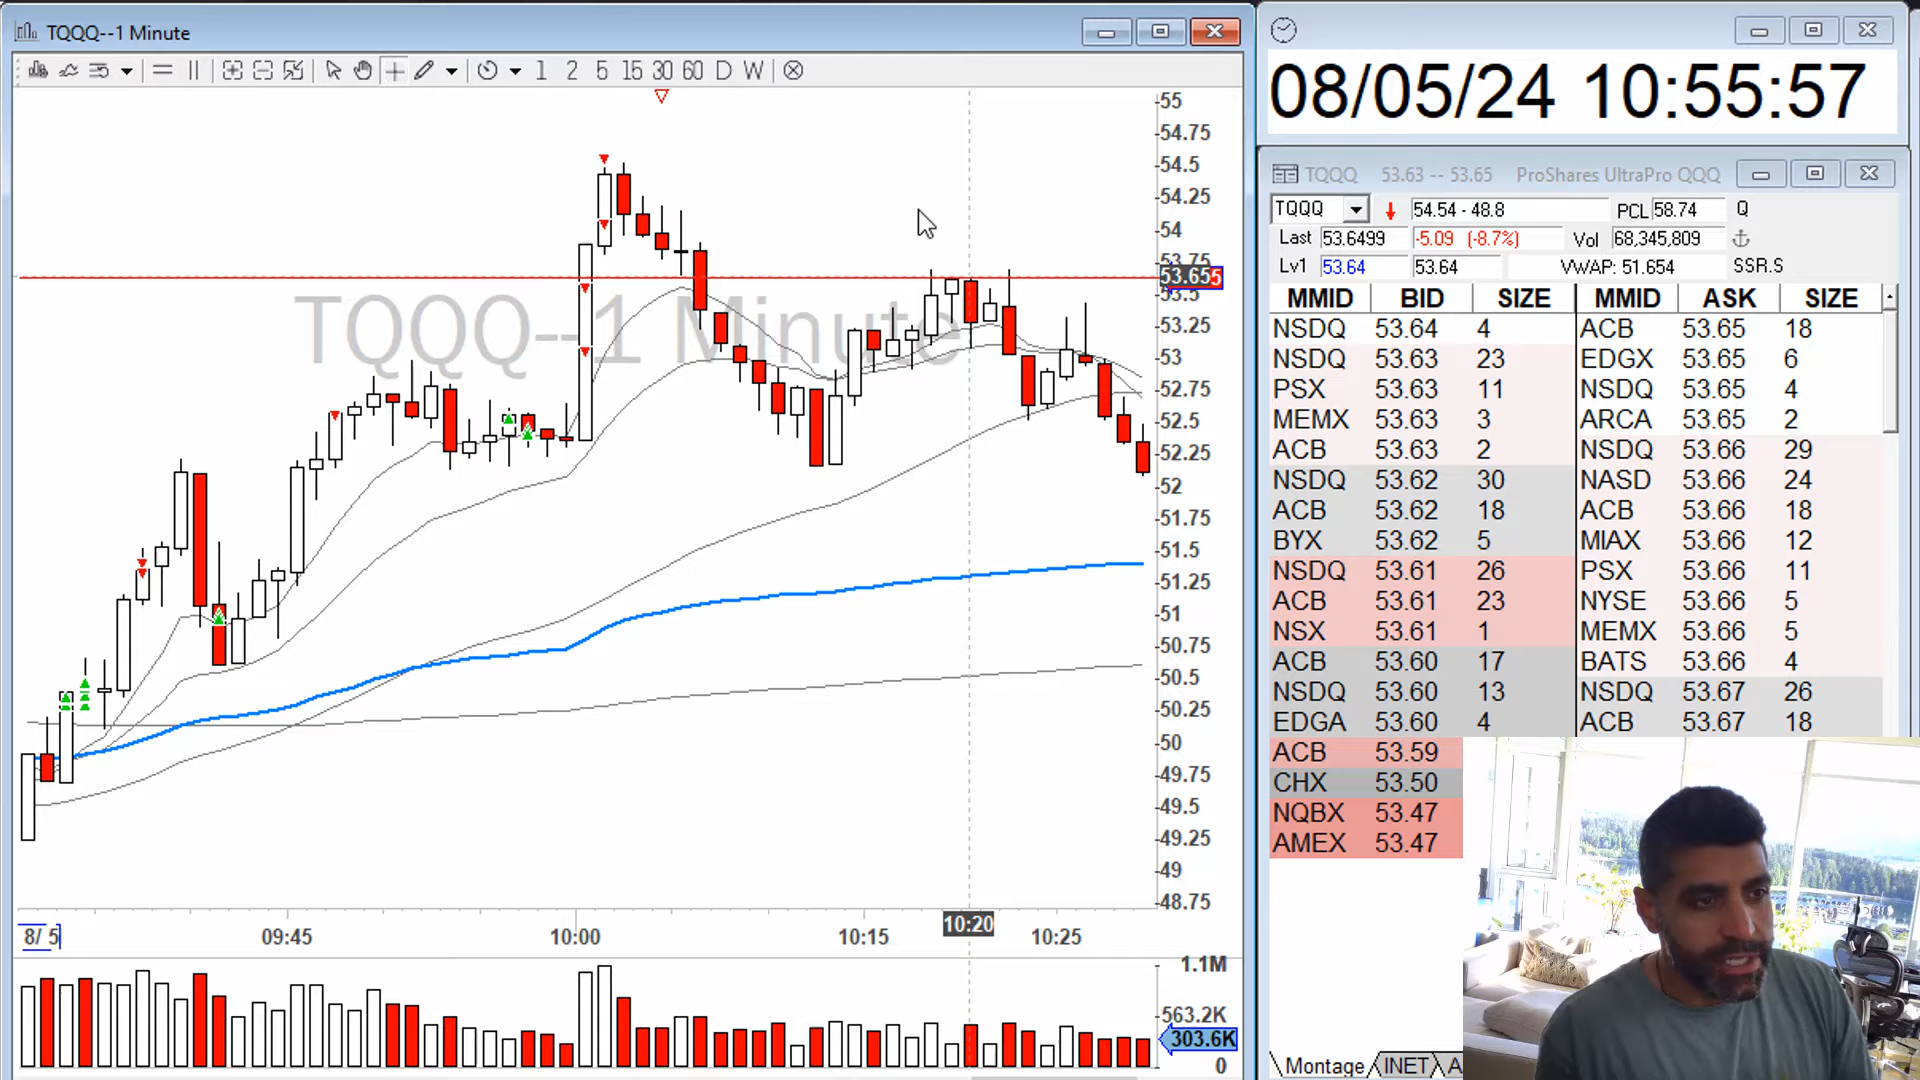 TQQQ--1 Minute
1 2 5 15 30 60 D W
TQQQ--1 Minute
55
54.75
54.5
54.25
54
53.75
53.655
53.5
53.25
53
52.75
52.5
52.25
52
51.75
51.5
51.25
51
50.75
50.5
50.25
50
49.75
49.5
49.25
49
48.75
8/ 5 09:45 10:00 10:15 10:20 10:25
1.1M
563.2K
303.6K
0
08/05/24 10:55:57
TQQQ 53.63 -- 53.65 ProShares UltraPro QQQ
TQQQ 54.54 - 48.8 PCL 58.74 Q
Last 53.6499 -5.09 (-8.7%) Vol 68,345,809
Lv1 53.64 53.64 VWAP: 51.654 SSR.S
MMID BID SIZE MMID ASK SIZE
NSDQ 53.64 4 ACB 53.65 18
NSDQ 53.63 23 EDGX 53.65 6
PSX 53.63 11 NSDQ 53.65 4
MEMX 53.63 3 ARCA 53.65 2
ACB 53.63 2 NSDQ 53.66 29
NSDQ 53.62 30 NASD 53.66 24
ACB 53.62 18 ACB 53.66 18
BYX 53.62 5 MIAX 53.66 12
NSDQ 53.61 26 PSX 53.66 11
ACB 53.61 23 NYSE 53.66 5
NSX 53.61 1 MEMX 53.66 5
ACB 53.60 17 BATS 53.66 4
NSDQ 53.60 13 NSDQ 53.67 26
EDGA 53.60 4 ACB 53.67 18
ACB 53.59
CHX 53.50
NQBX 53.47
AMEX 53.47
Montage INET A